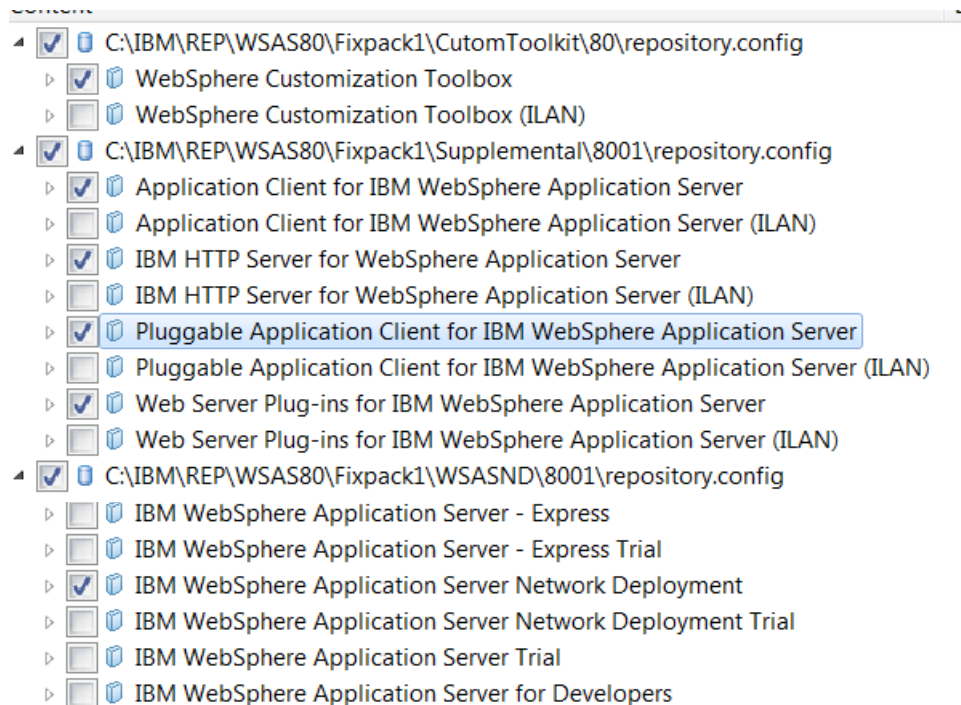 Content
C:\IBM\REP\WSAS80\Fixpack1\CutomToolkit\80\repository.config
WebSphere Customization Toolbox
WebSphere Customization Toolbox (ILAN)
C:\IBM\REP\WSAS80\Fixpack1\Supplemental\8001\repository.config
Application Client for IBM WebSphere Application Server
Application Client for IBM WebSphere Application Server (ILAN)
IBM HTTP Server for WebSphere Application Server
IBM HTTP Server for WebSphere Application Server (ILAN)
Pluggable Application Client for IBM WebSphere Application Server
Pluggable Application Client for IBM WebSphere Application Server (ILAN)
Web Server Plug-ins for IBM WebSphere Application Server
Web Server Plug-ins for IBM WebSphere Application Server (ILAN)
C:\IBM\REP\WSAS80\Fixpack1\WSASND\8001\repository.config
IBM WebSphere Application Server - Express
IBM WebSphere Application Server - Express Trial
IBM WebSphere Application Server Network Deployment
IBM WebSphere Application Server Network Deployment Trial
IBM WebSphere Application Server Trial
IBM WebSphere Application Server for Developers